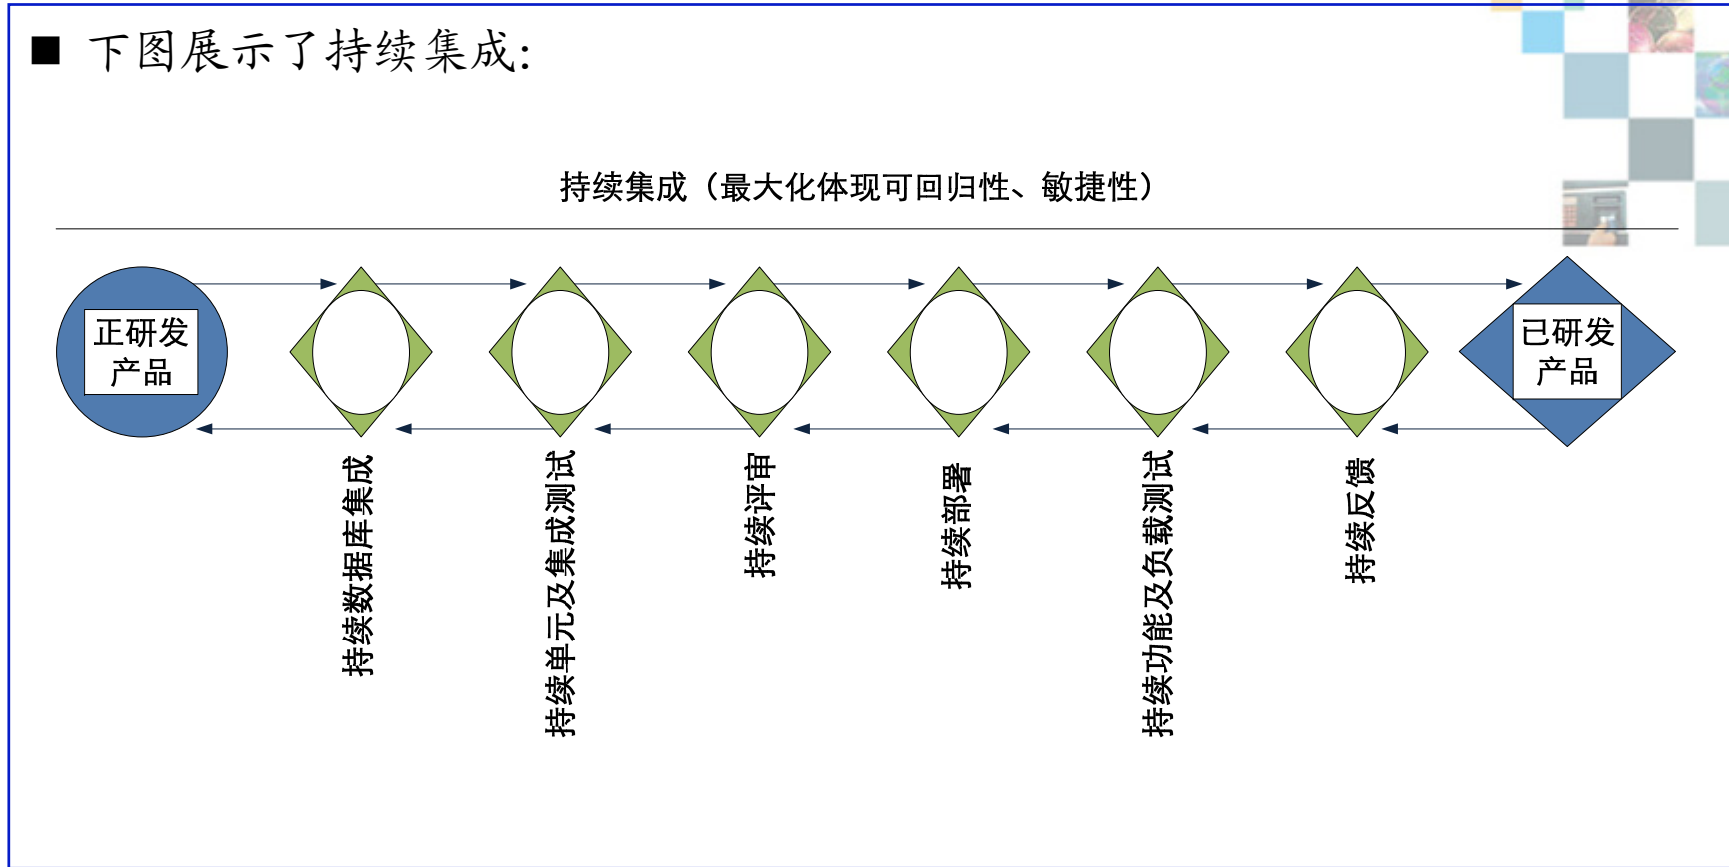 ■ 下图展示了持续集成:
持续集成（最大化体现可回归性、敏捷性）
正研发
产品
已研发
产品
持续数据库集成
持续单元及集成测试
持续评审
持续部署
持续功能及负载测试
持续反馈